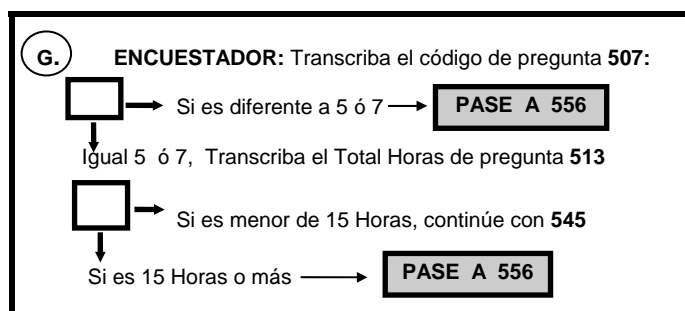 G. ENCUESTADOR: Transcriba el código de pregunta 507:
Si es diferente a 5 ó 7 PASE A 556
Igual 5 ó 7, Transcriba el Total Horas de pregunta 513
Si es menor de 15 Horas, continúe con 545
Si es 15 Horas o más PASE A 556